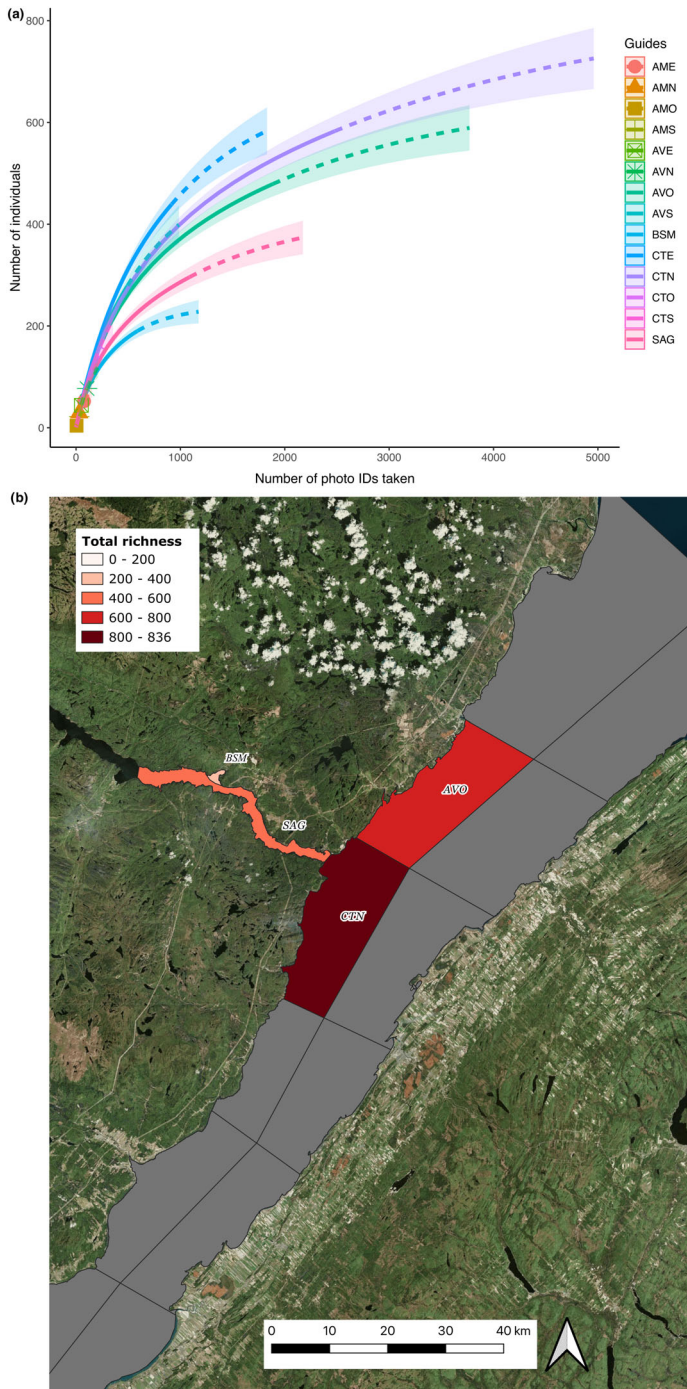 (a)
800
600
400
200
0
Number of individuals
0
1000
2000
3000
4000
5000
Number of photo IDs taken
Guides
AME
AMN
AMO
AMS
AVE
AVN
AVO
AVS
BSM
CTE
CTN
CTO
CTS
SAG
(b)
Total richness
0 - 200
200 - 400
400 - 600
600 - 800
800 - 836
BSM
AVO
SAG
CTN
0 10 20 30 40 km